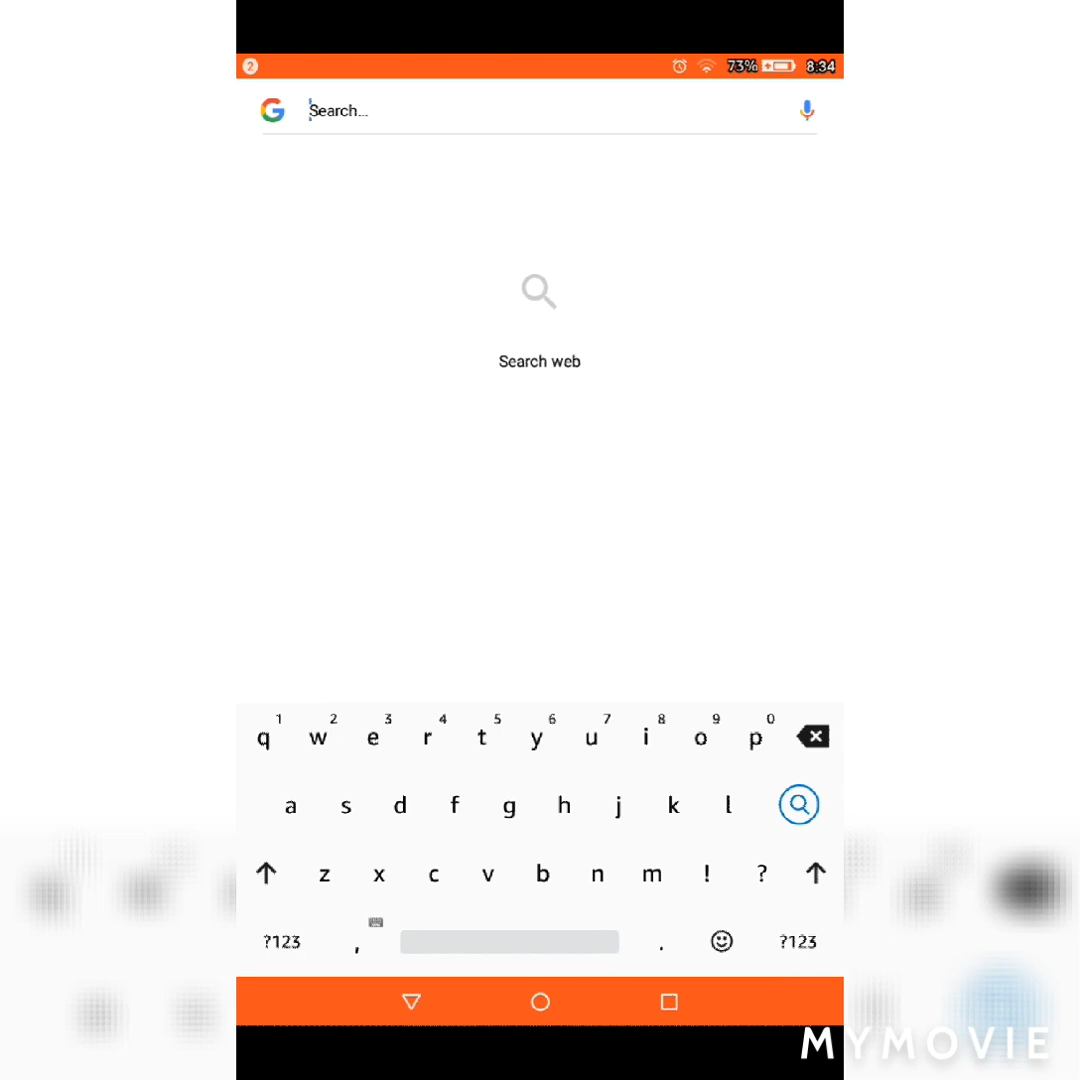 2 73% 8:34
G Search...
Search web
1 2 3 4 5 6 7 8 9 0
q w e r t y u i o p
a s d f g h j k l
z x c v b n m ! ?
?123 , . ?123
MYMOVIE